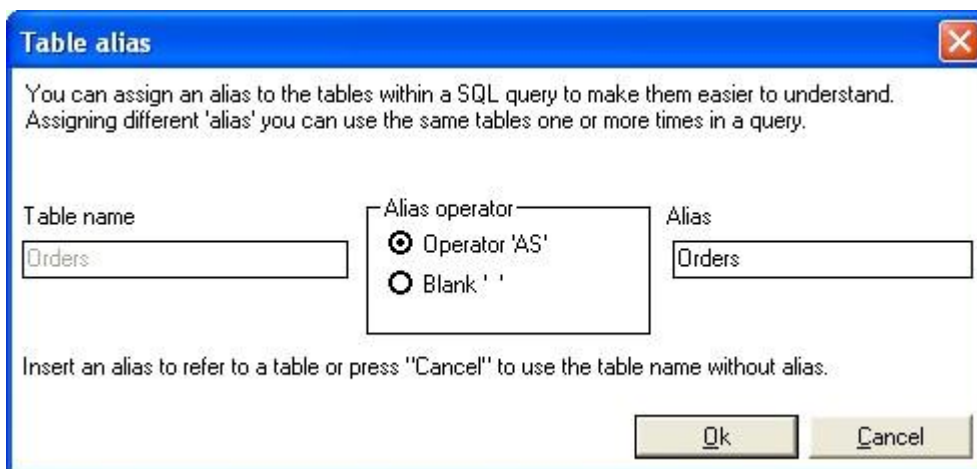 Table alias
You can assign an alias to the tables within a SQL query to make them easier to understand.
Assigning different 'alias' you can use the same tables one or more times in a query.
Table name
Orders
Alias operator
Operator 'AS'
Blank ' '
Alias
Orders
Insert an alias to refer to a table or press "Cancel" to use the table name without alias.
Ok
Cancel